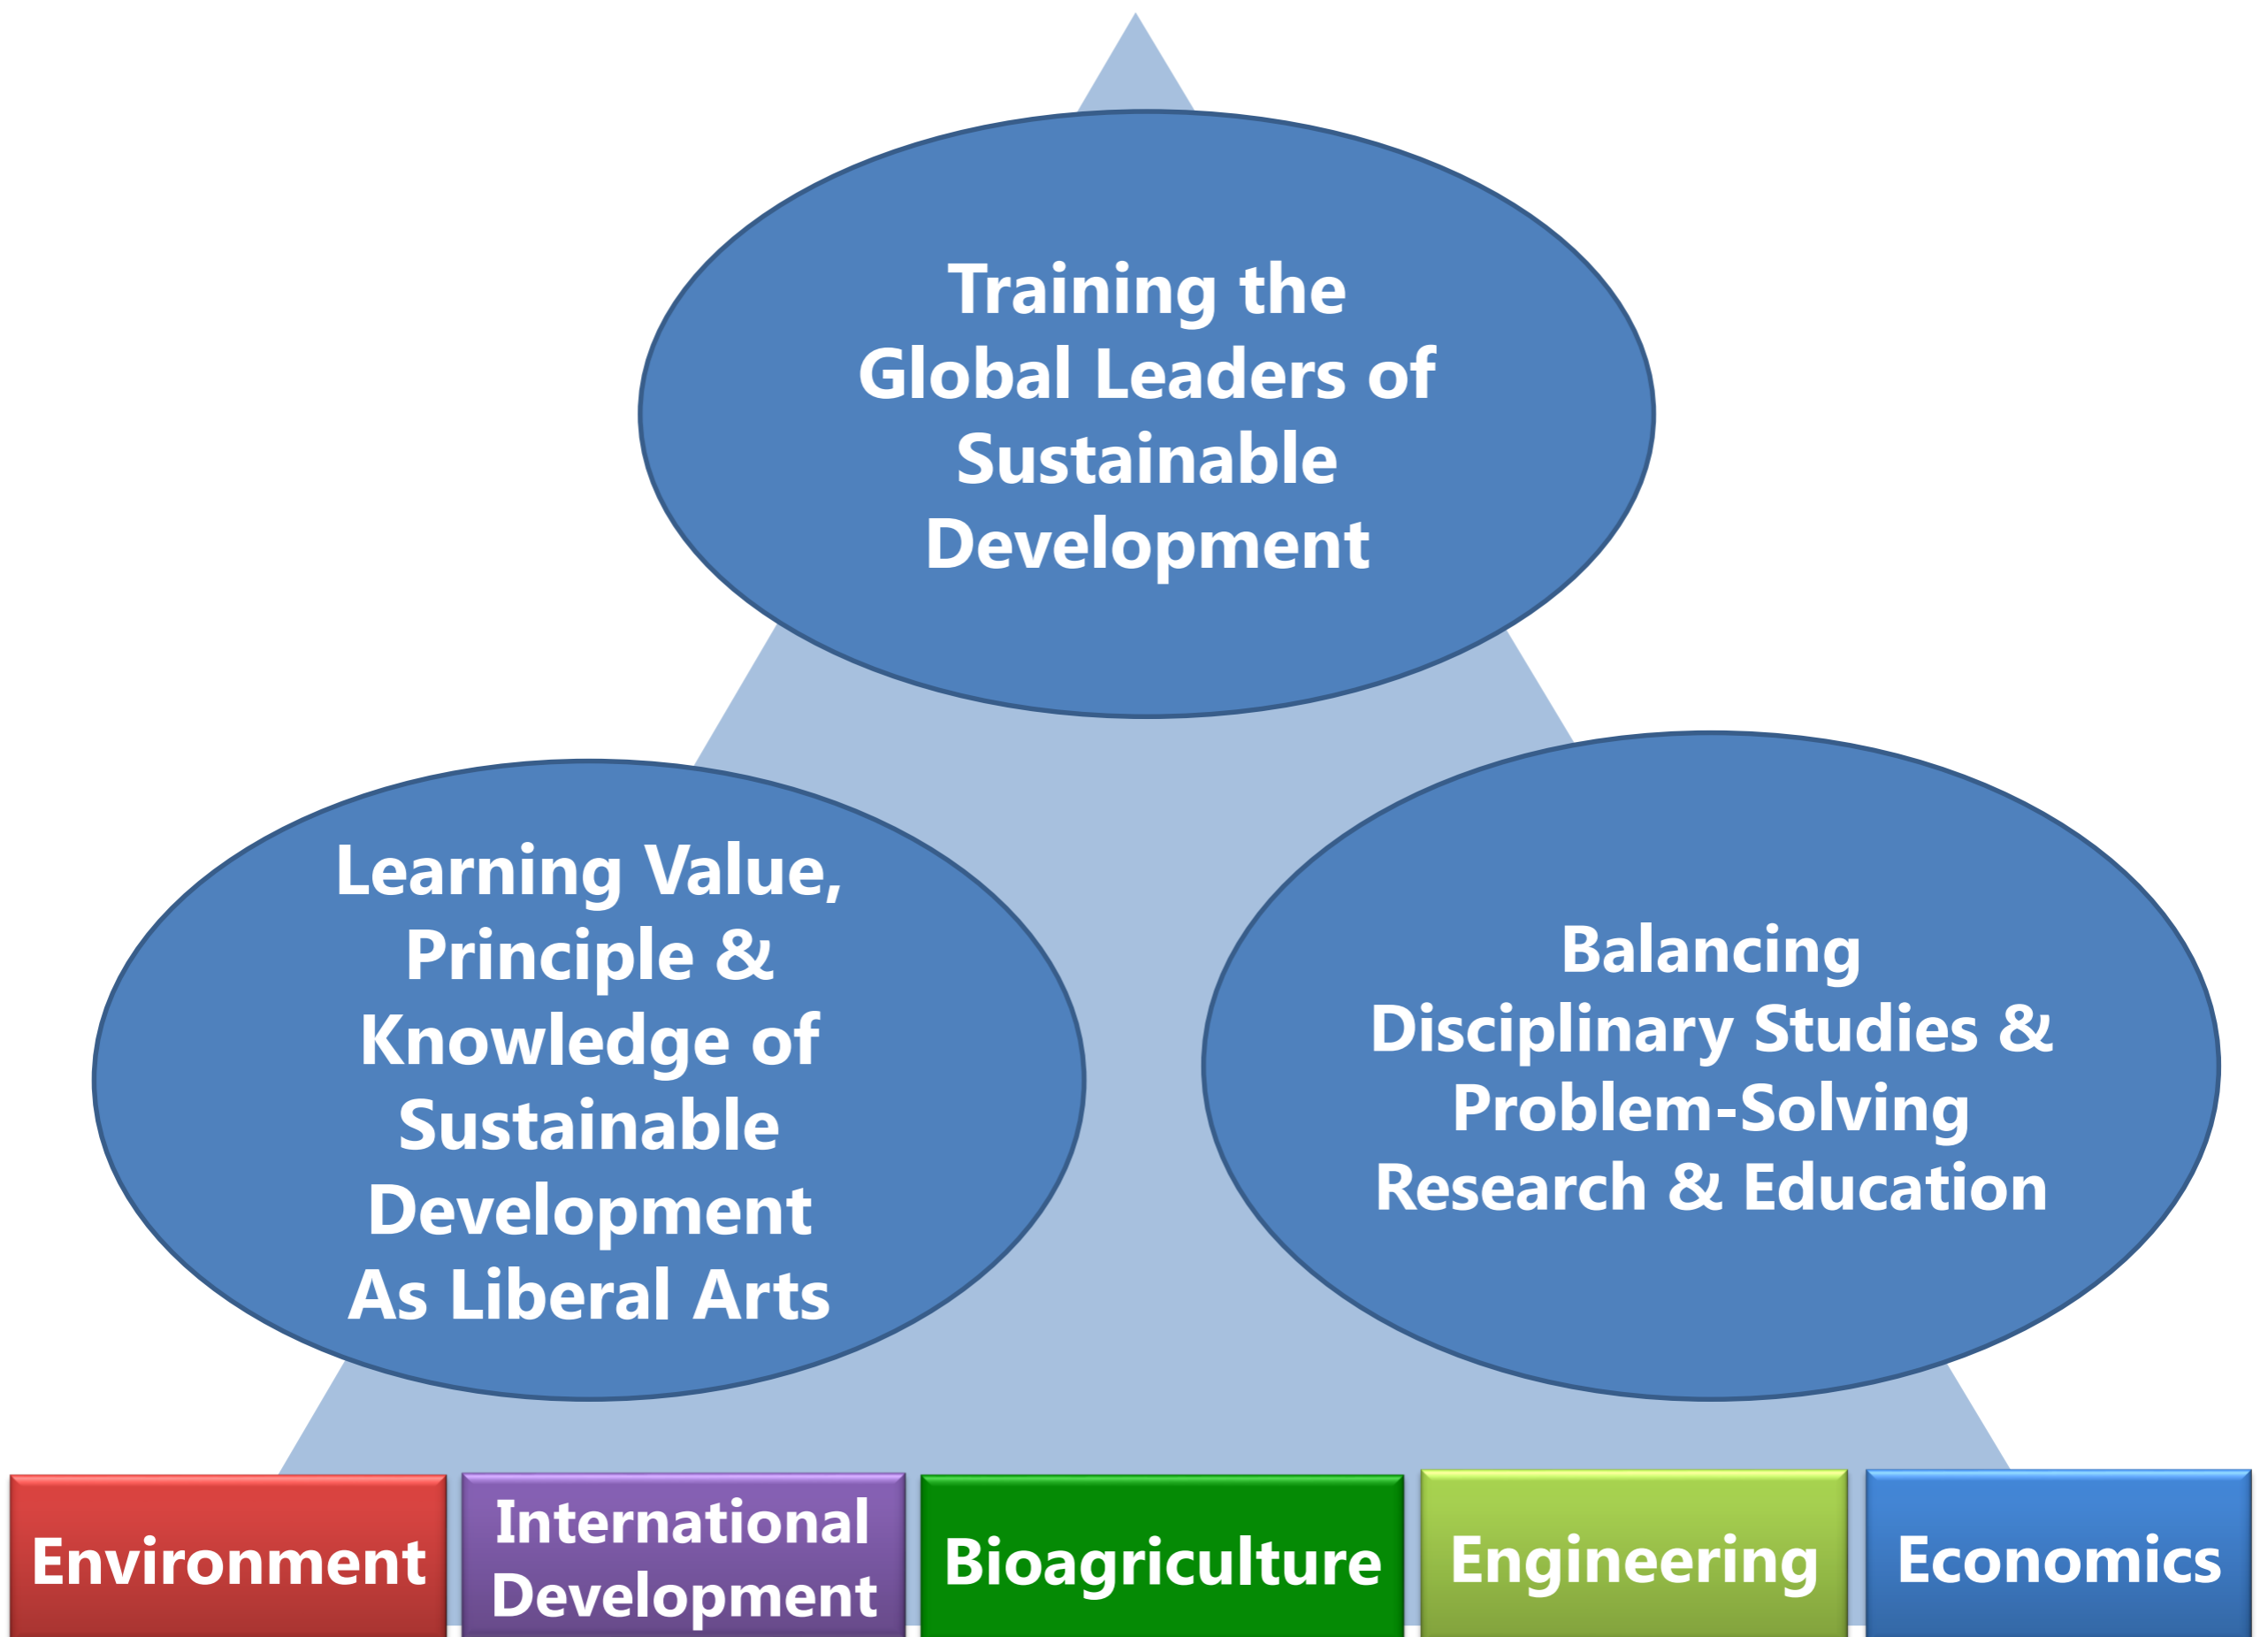 Training the
Global Leaders of
Sustainable
Development
Learning Value,
Principle &
Knowledge of
Sustainable
Development
As Liberal Arts
Balancing
Disciplinary Studies &
Problem-Solving
Research & Education
Environment
International
Development
Bioagriculture
Engineering
Economics